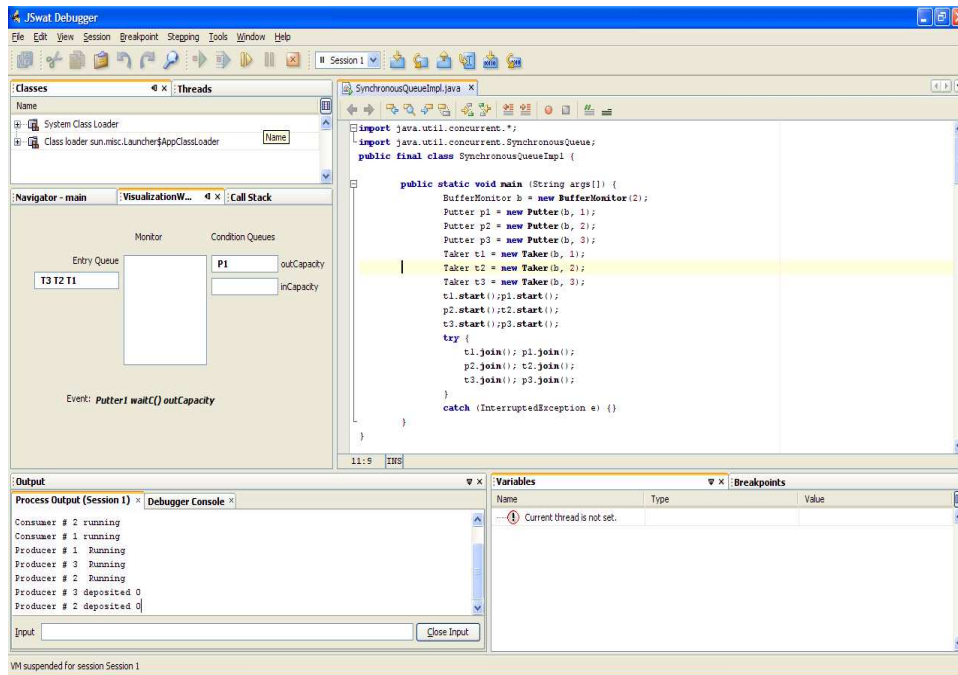 JSwat Debugger
File Edit View Session Breakpoint Stepping Tools Window Help
Session 1
Classes Threads
Name
System Class Loader
Class loader sun.misc.Launcher$AppClassLoader
Name
Navigator - main VisualizationW... Call Stack
Monitor Condition Queues
Entry Queue
P1 outCapacity
T3 T2 T1
inCapacity
Event: Putter1 waitC() outCapacity
SynchronousQueueImpl.java
import java.util.concurrent.*;
import java.util.concurrent.SynchronousQueue;
public final class SynchronousQueueImpl {
public static void main (String args[]) {
BufferMonitor b = new BufferMonitor(2);
Putter p1 = new Putter(b, 1);
Putter p2 = new Putter(b, 2);
Putter p3 = new Putter(b, 3);
Taker t1 = new Taker(b, 1);
Taker t2 = new Taker(b, 2);
Taker t3 = new Taker(b, 3);
t1.start();p1.start();
p2.start();t2.start();
t3.start();p3.start();
try {
t1.join(); p1.join();
p2.join(); t2.join();
t3.join(); p3.join();
}
catch (InterruptedException e) {}
}
}
11:9 INS
Output
Process Output (Session 1) Debugger Console
Consumer # 2 running
Consumer # 1 running
Producer # 1 Running
Producer # 3 Running
Producer # 2 Running
Producer # 3 deposited 0
Producer # 2 deposited 0
Input Close Input
Variables Breakpoints
Name Type Value
Current thread is not set.
VM suspended for session Session 1